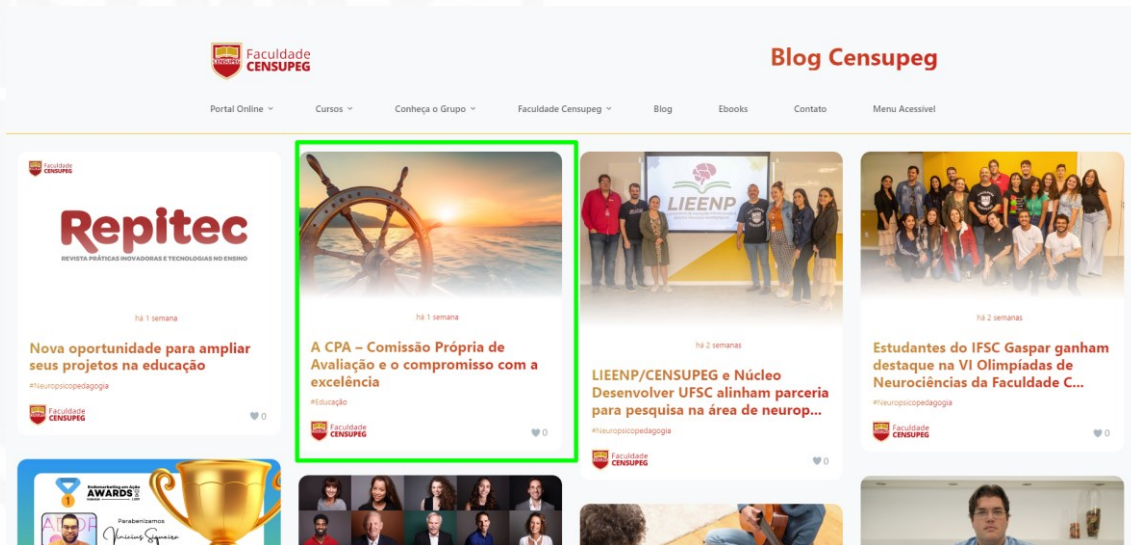 Faculdade
CENSUPEG
Blog Censupeg
Portal Online
Cursos
Conheça o Grupo
Faculdade Censupeg
Blog
Ebooks
Contato
Menu Acessível
Faculdade
CENSUPEG
Repitec
REVISTA PRÁTICAS INOVADORAS E TECNOLOGIAS NO ENSINO
há 1 semana
Nova oportunidade para ampliar
seus projetos na educação
#Neuropsicopedagogia
Faculdade
CENSUPEG
0
há 1 semana
A CPA – Comissão Própria de
Avaliação e o compromisso com a
excelência
#Educação
Faculdade
CENSUPEG
0
LIEENP
há 2 semanas
LIEENP/CENSUPEG e Núcleo
Desenvolver UFSC alinham parceria
para pesquisa na área de neurop...
#Neuropsicopedagogia
Faculdade
CENSUPEG
0
há 2 semanas
Estudantes do IFSC Gaspar ganham
destaque na VI Olimpíadas de
Neurociências da Faculdade C...
#Neuropsicopedagogia
Faculdade
CENSUPEG
0
Endomarketing em Ação
AWARDS
Parabenizamos
Vinicius Siqueira